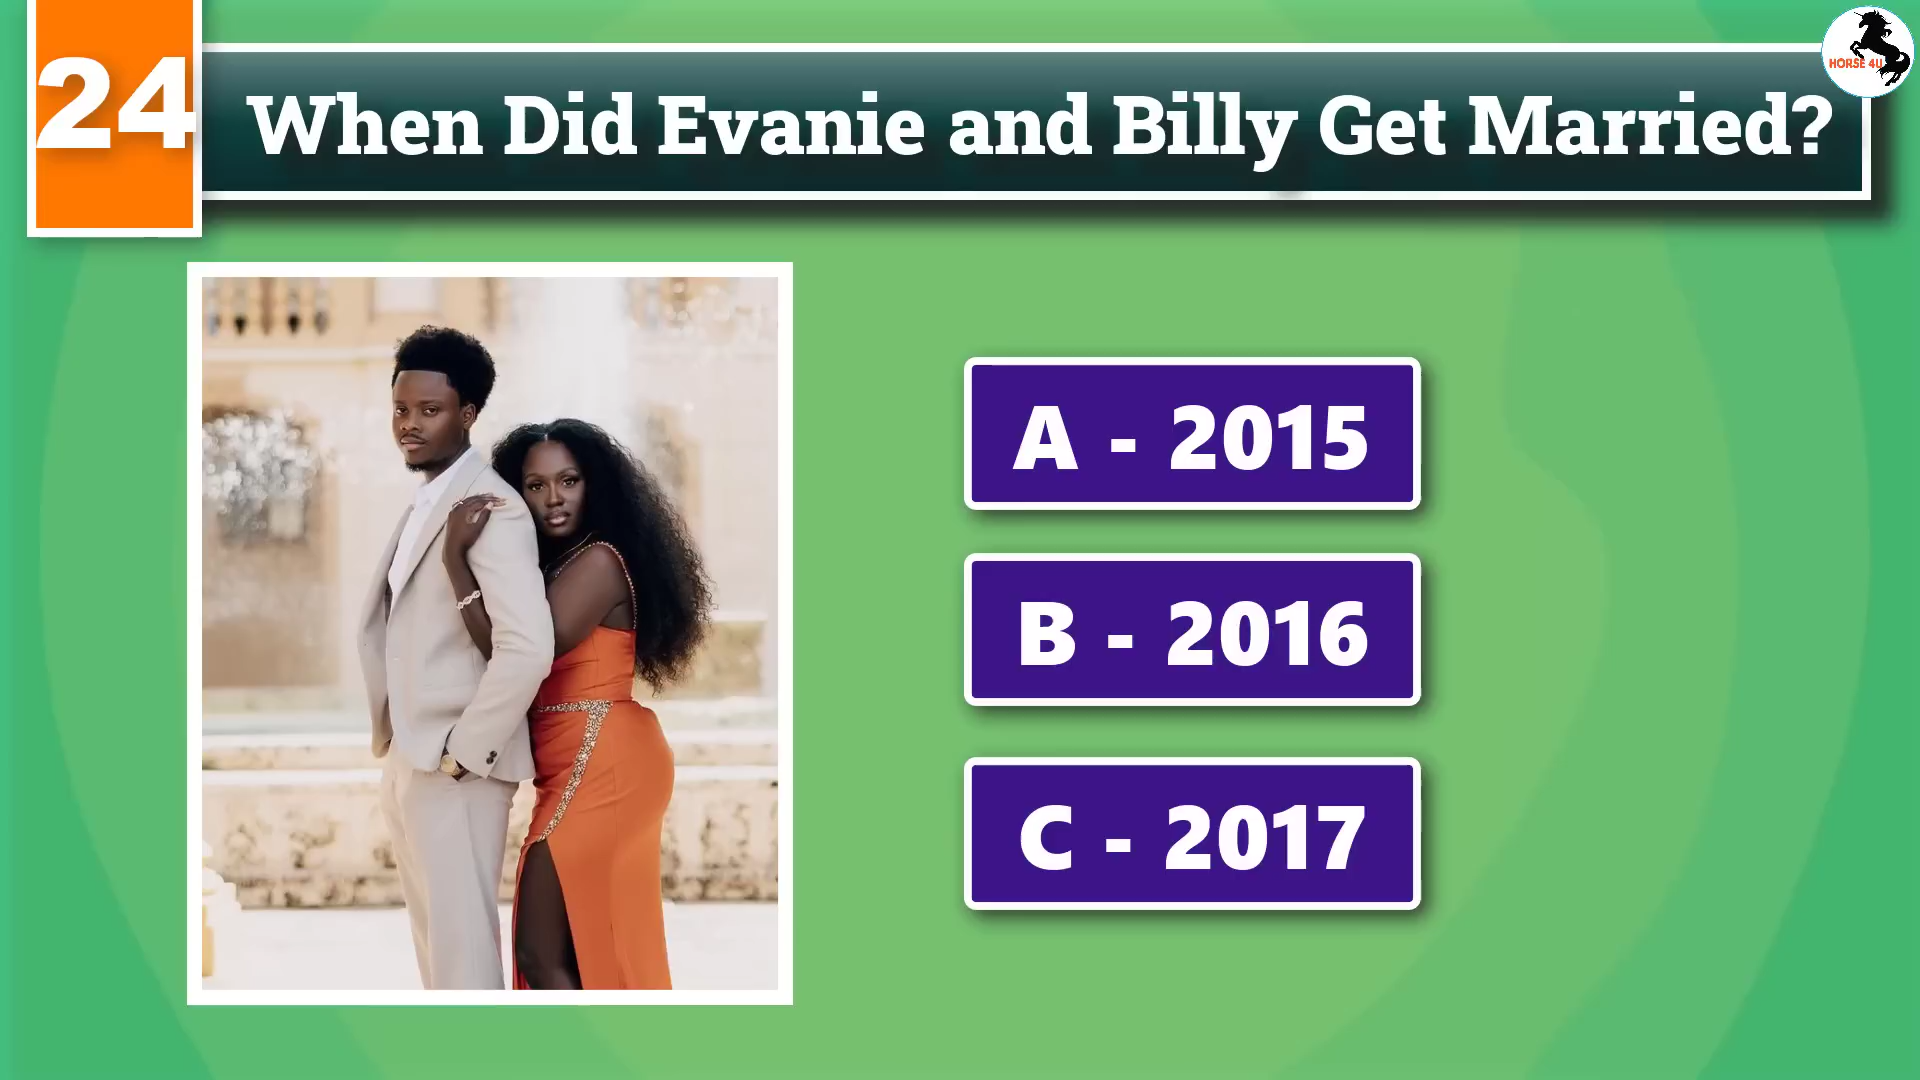 24
When Did Evanie and Billy Get Married?
HORSE 4U
A - 2015
B - 2016
C - 2017